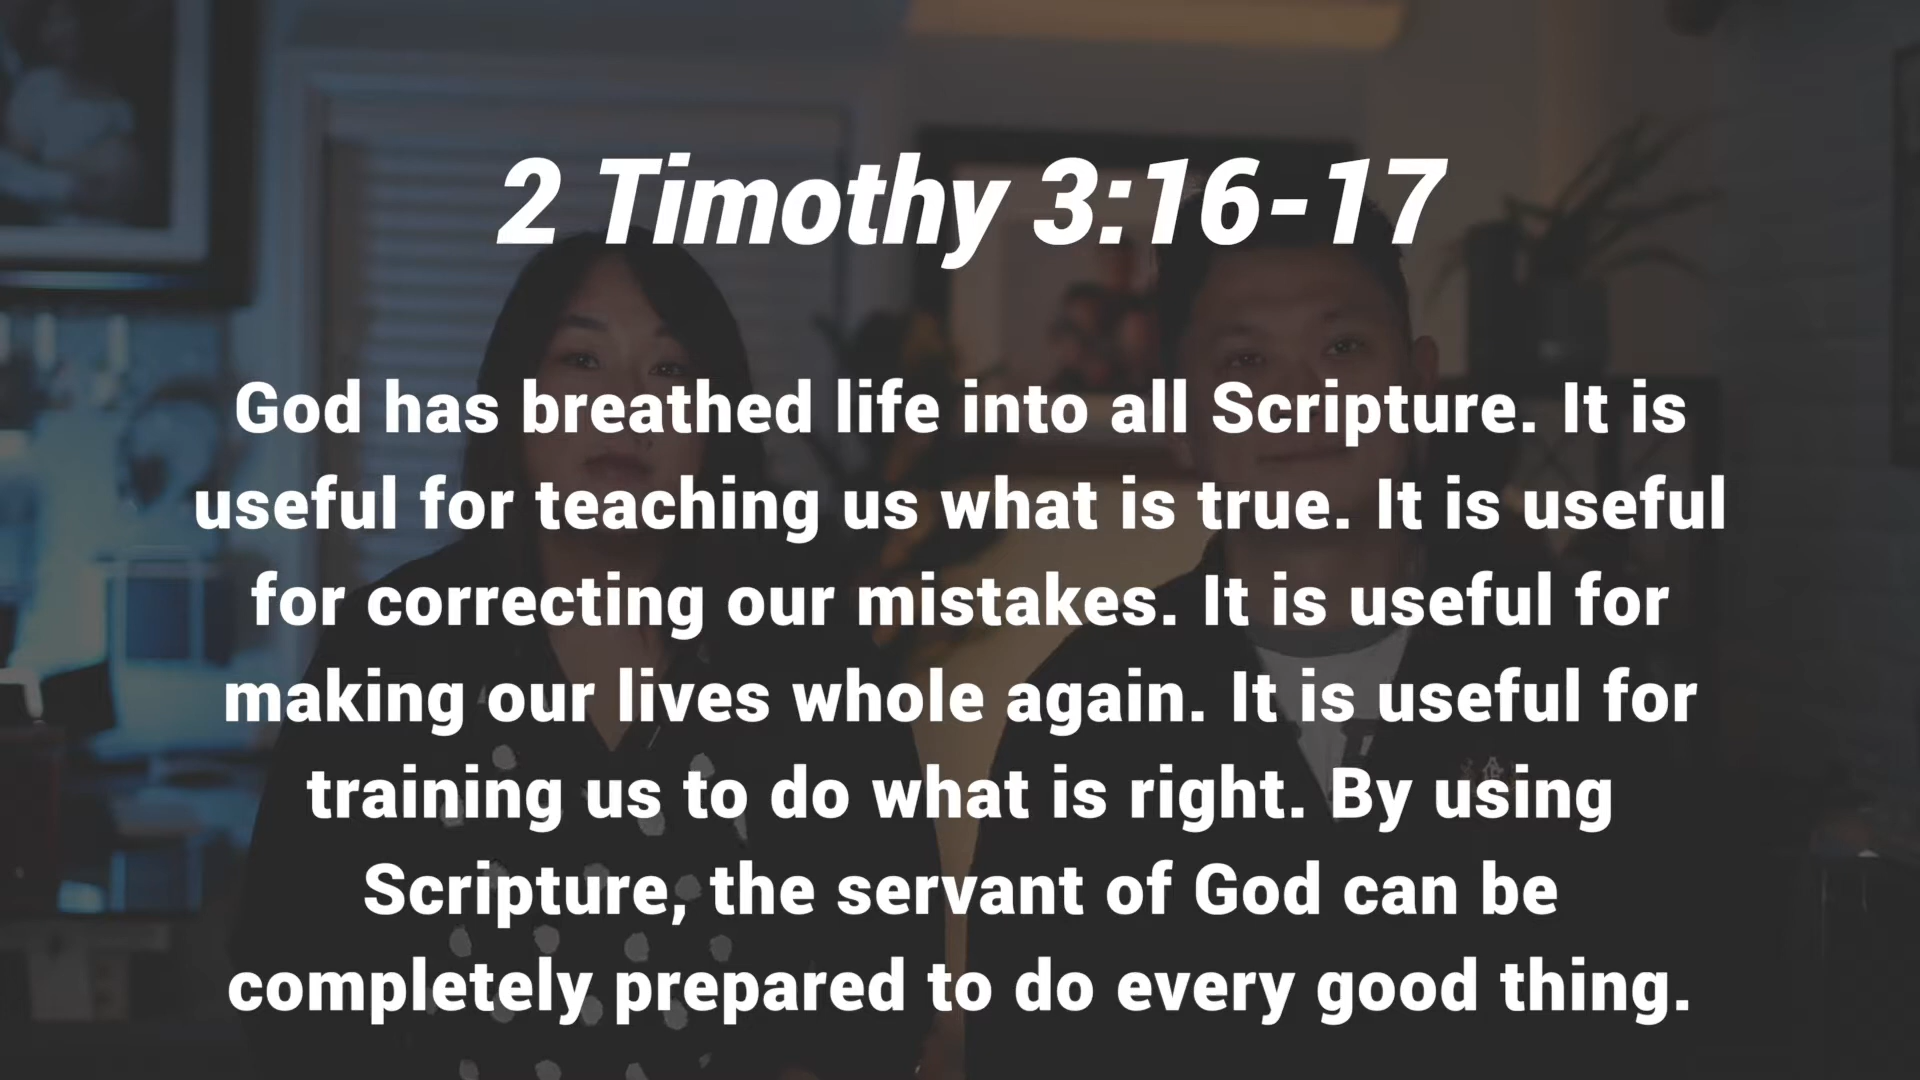 2 Timothy 3:16-17
God has breathed life into all Scripture. It is
useful for teaching us what is true. It is useful
for correcting our mistakes. It is useful for
making our lives whole again. It is useful for
training us to do what is right. By using
Scripture, the servant of God can be
completely prepared to do every good thing.